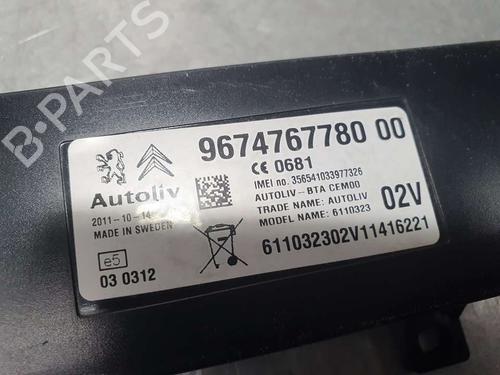 B-PARTS
9674767780 00
CE 0681
IMEI no. 356541033977326
AUTOLIV-BTA CEM00
TRADE NAME: AUTOLIV
MODEL NAME: 6110323
02V
611032302V11416221
Autoliv
2011-10-14
MADE IN SWEDEN
e5
03 0312